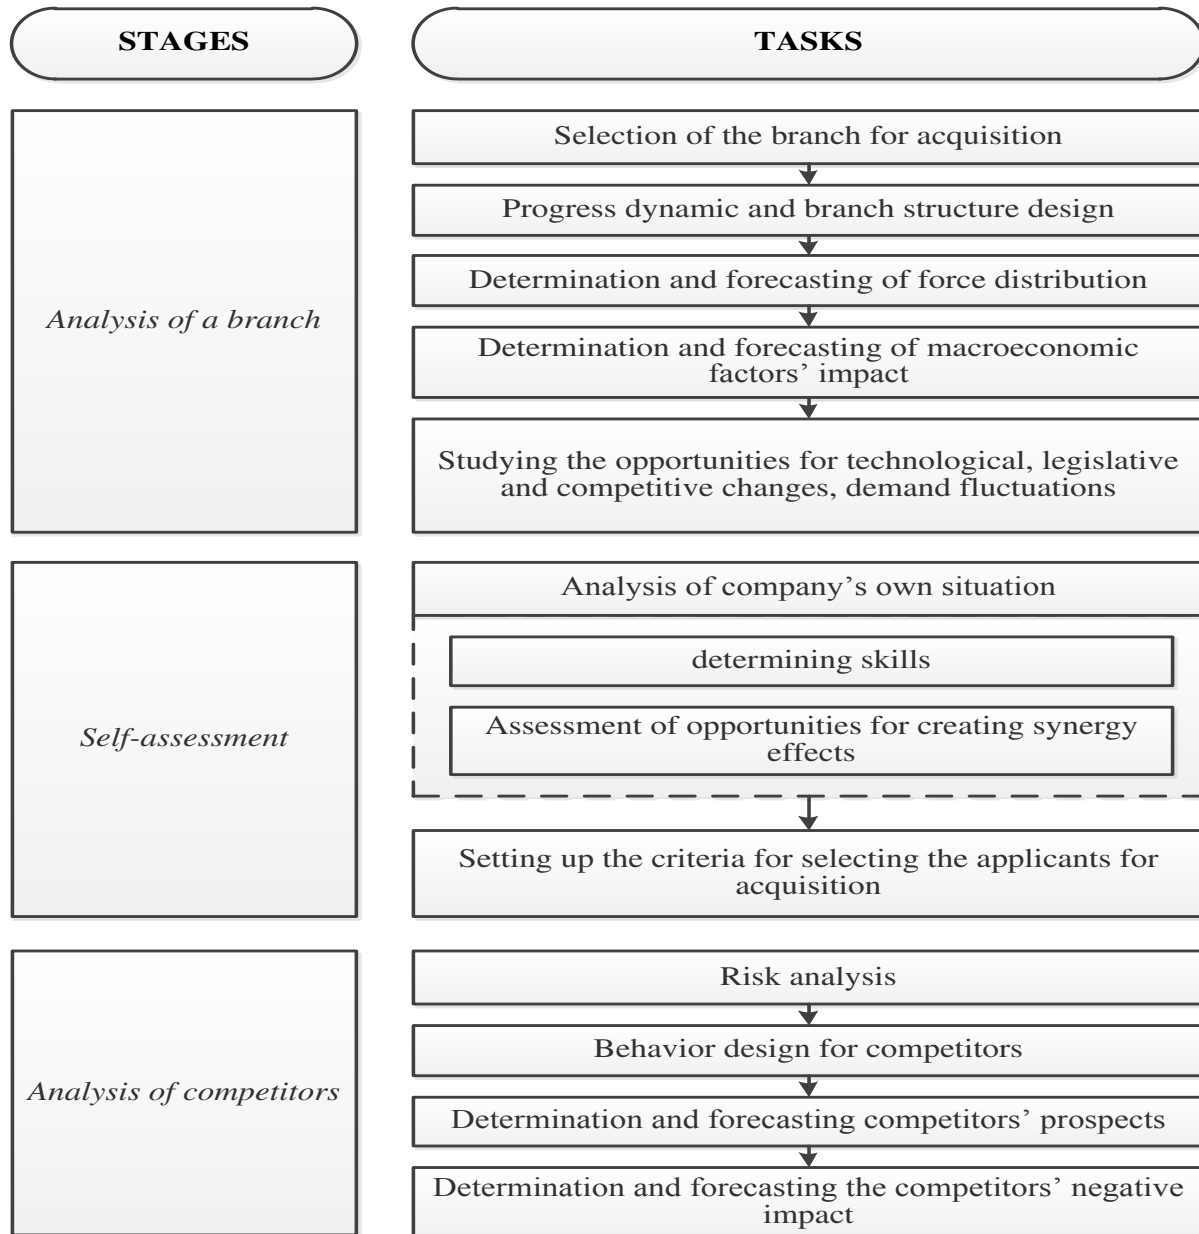 STAGES
TASKS
Analysis of a branch
Selection of the branch for acquisition
Progress dynamic and branch structure design
Determination and forecasting of force distribution
Determination and forecasting of macroeconomic
factors’ impact
Studying the opportunities for technological, legislative
and competitive changes, demand fluctuations
Self-assessment
Analysis of company’s own situation
determining skills
Assessment of opportunities for creating synergy
effects
Setting up the criteria for selecting the applicants for
acquisition
Analysis of competitors
Risk analysis
Behavior design for competitors
Determination and forecasting competitors’ prospects
Determination and forecasting the competitors’ negative
impact